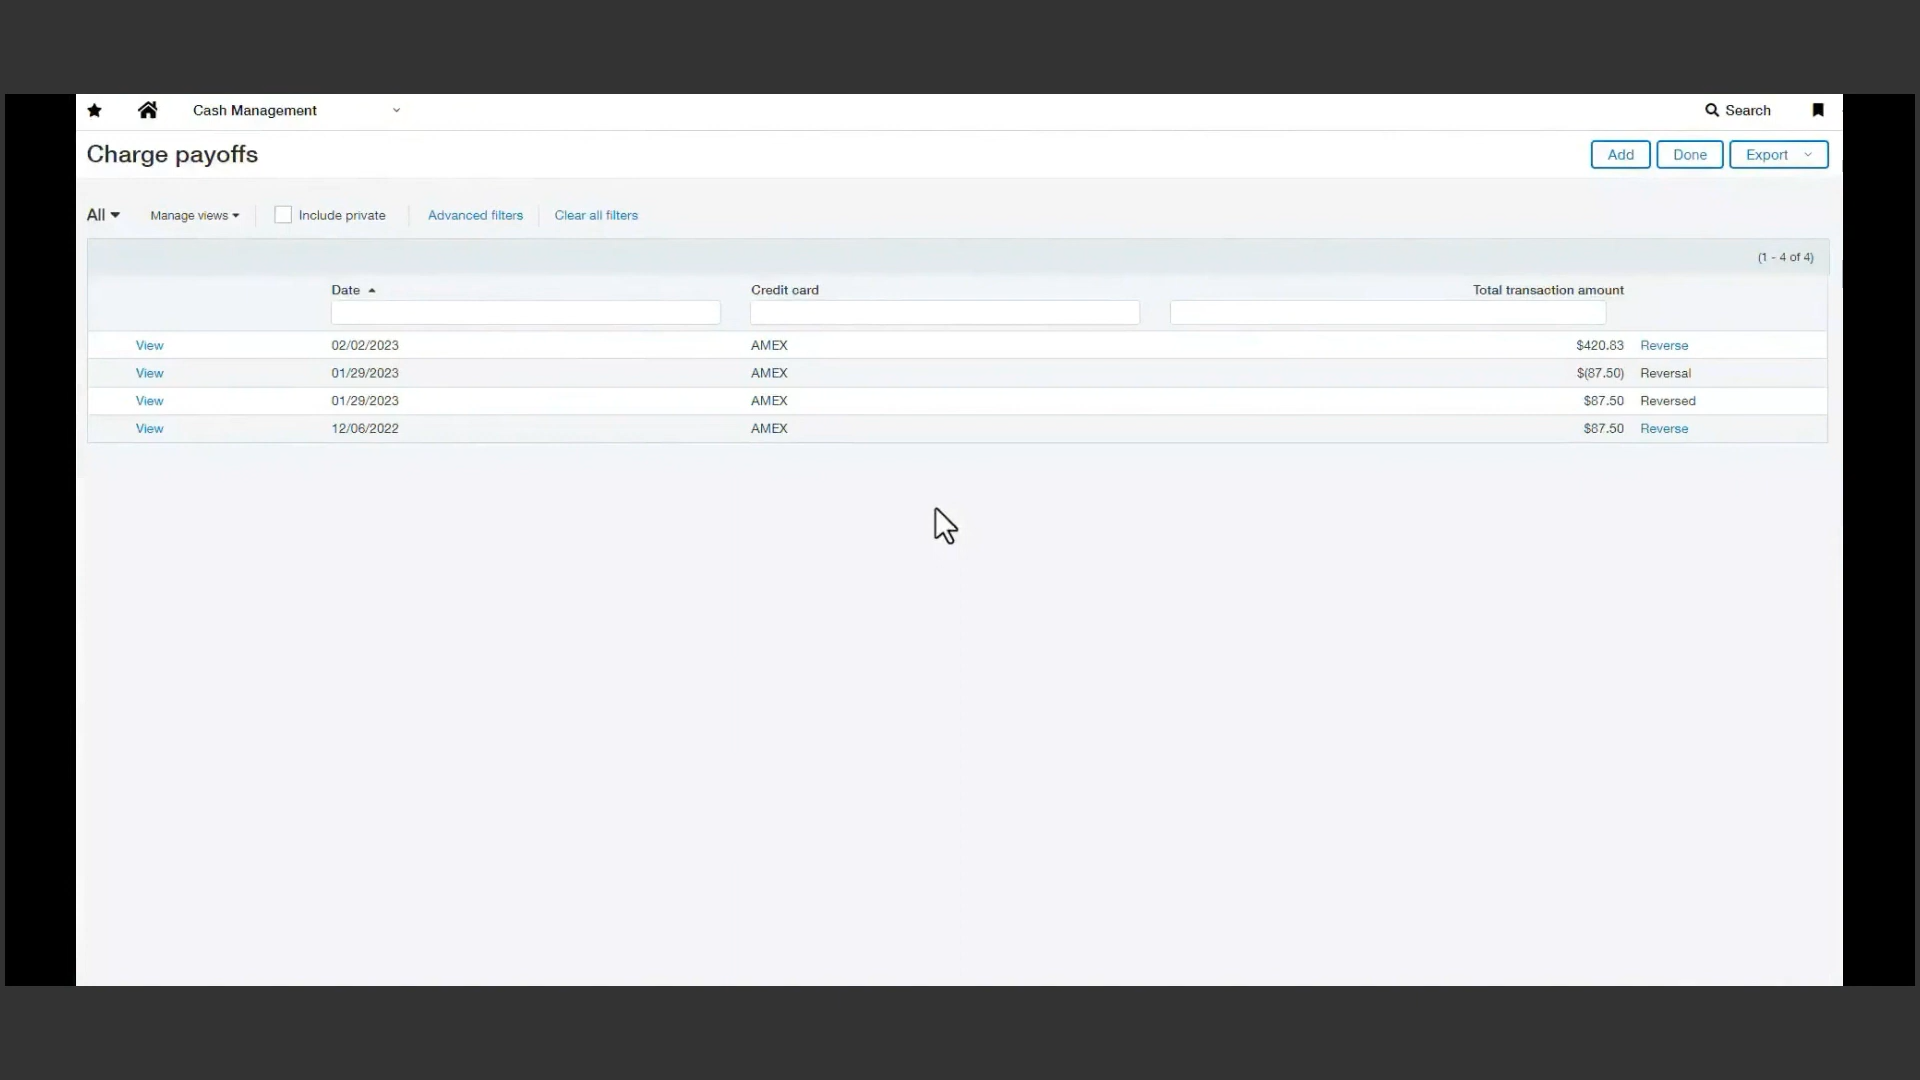 Cash Management
Search
Charge payoffs
Add
Done
Export
All
Manage views
Include private
Advanced filters
Clear all filters
(1 - 4 of 4)
Date
Credit card
Total transaction amount
View 02/02/2023 AMEX $420.83 Reverse
View 01/29/2023 AMEX $(87.50) Reversal
View 01/29/2023 AMEX $87.50 Reversed
View 12/06/2022 AMEX $87.50 Reverse